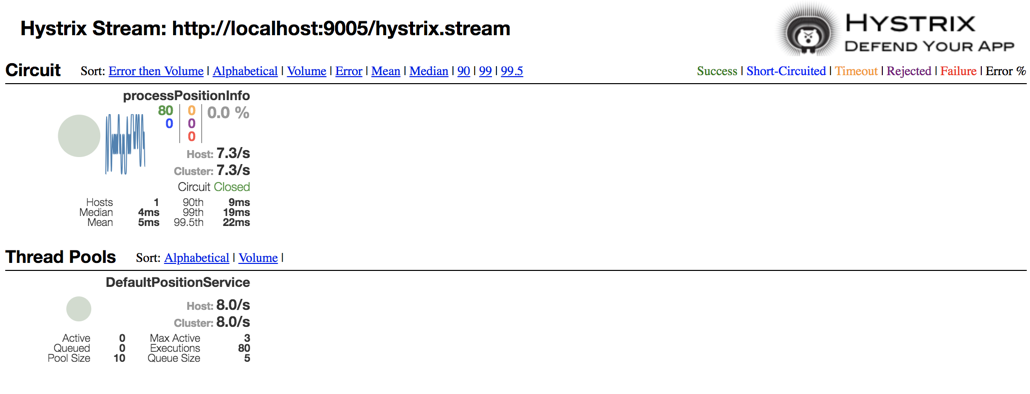 Hystrix Stream: http://localhost:9005/hystrix.stream
HYSTRIX
DEFEND YOUR APP
Circuit Sort: Error then Volume | Alphabetical | Volume | Error | Mean | Median | 90 | 99 | 99.5
Success | Short-Circuited | Timeout | Rejected | Failure | Error %
processPositionInfo
80 0 0.0 %
0 0
0
Host: 7.3/s
Cluster: 7.3/s
Circuit Closed
Hosts 1 90th 9ms
Median 4ms 99th 19ms
Mean 5ms 99.5th 22ms
Thread Pools Sort: Alphabetical | Volume |
DefaultPositionService
Host: 8.0/s
Cluster: 8.0/s
Active 0 Max Active 3
Queued 0 Executions 80
Pool Size 10 Queue Size 5